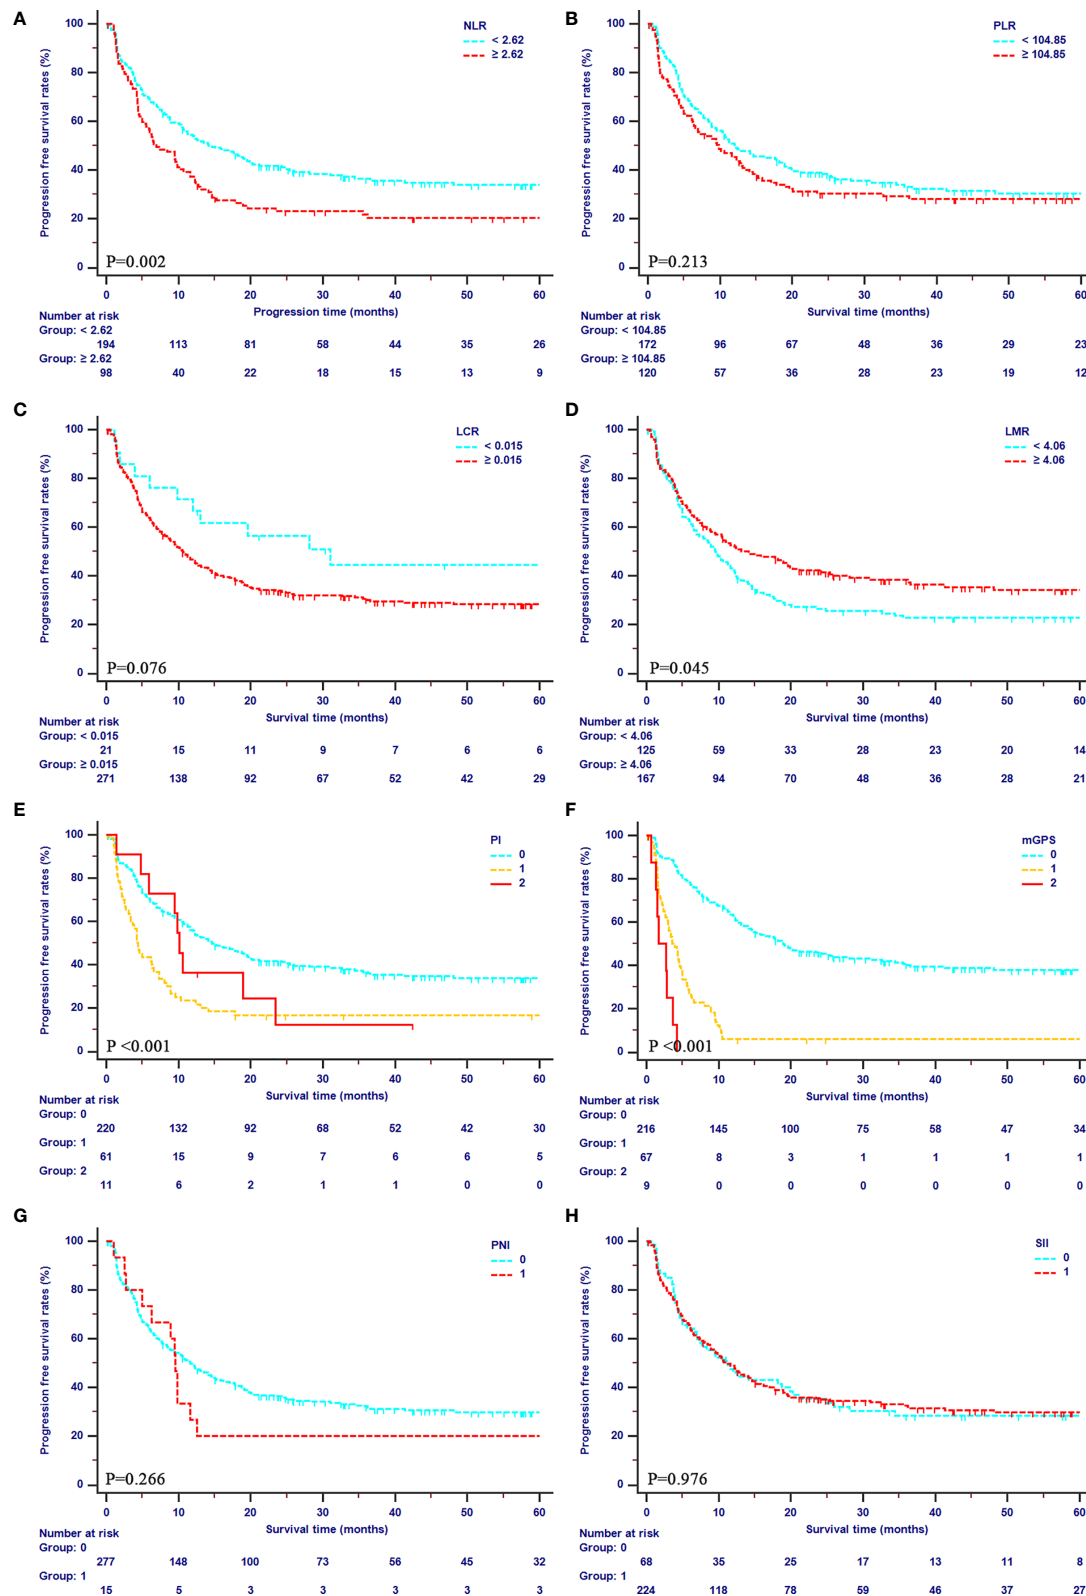 A
NLR
< 2.62
≥ 2.62
Progression free survival rates (%)
100
80
60
40
20
0
P=0.002
0 10 20 30 40 50 60
Progression time (months)
Number at risk
Group: < 2.62
194 113 81 58 44 35 26
Group: ≥ 2.62
98 40 22 18 15 13 9
B
PLR
< 104.85
≥ 104.85
Progression free survival rates (%)
100
80
60
40
20
0
P=0.213
0 10 20 30 40 50 60
Survival time (months)
Number at risk
Group: < 104.85
172 96 67 48 36 29 23
Group: ≥ 104.85
120 57 36 28 23 19 12
C
LCR
< 0.015
≥ 0.015
Progression free survival rates (%)
100
80
60
40
20
0
P=0.076
0 10 20 30 40 50 60
Survival time (months)
Number at risk
Group: < 0.015
21 15 11 9 7 6 6
Group: ≥ 0.015
271 138 92 67 52 42 29
D
LMR
< 4.06
≥ 4.06
Progression free survival rates (%)
100
80
60
40
20
0
P=0.045
0 10 20 30 40 50 60
Survival time (months)
Number at risk
Group: < 4.06
125 59 33 28 23 20 14
Group: ≥ 4.06
167 94 70 48 36 28 21
E
PI
0
1
2
Progression free survival rates (%)
100
80
60
40
20
0
P <0.001
0 10 20 30 40 50 60
Survival time (months)
Number at risk
Group: 0
220 132 92 68 52 42 30
Group: 1
61 15 9 7 6 6 5
Group: 2
11 6 2 1 1 0 0
F
mGPS
0
1
2
Progression free survival rates (%)
100
80
60
40
20
0
P <0.001
0 10 20 30 40 50 60
Survival time (months)
Number at risk
Group: 0
216 145 100 75 58 47 34
Group: 1
67 8 3 1 1 1 1
Group: 2
9 0 0 0 0 0 0
G
PNI
0
1
Progression free survival rates (%)
100
80
60
40
20
0
P=0.266
0 10 20 30 40 50 60
Survival time (months)
Number at risk
Group: 0
277 148 100 73 56 45 32
Group: 1
15 5 3 3 3 3 3
H
SII
0
1
Progression free survival rates (%)
100
80
60
40
20
0
P=0.976
0 10 20 30 40 50 60
Survival time (months)
Number at risk
Group: 0
68 35 25 17 13 11 8
Group: 1
224 118 78 59 46 37 27